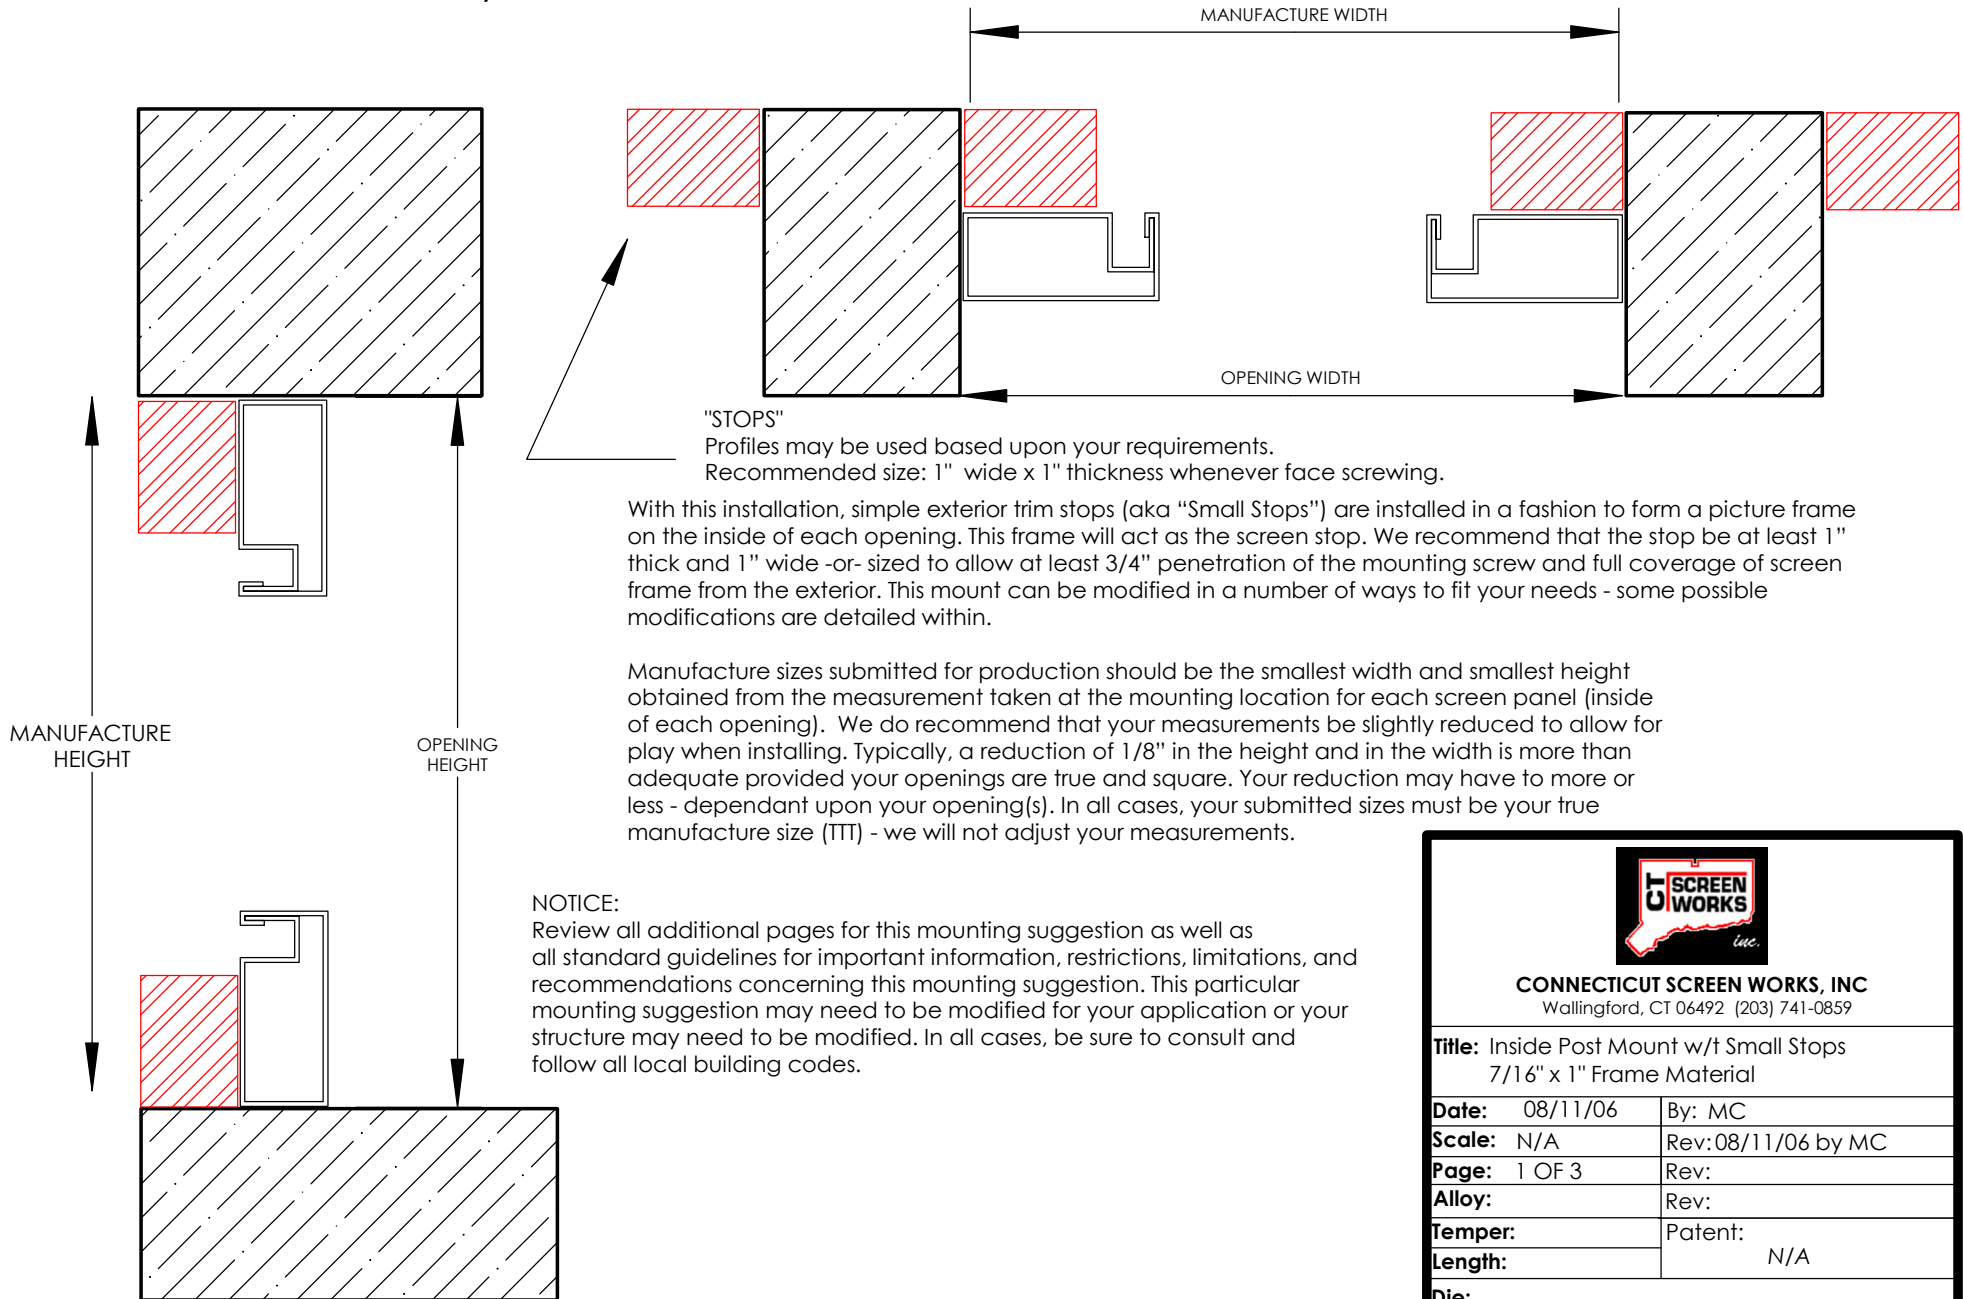 MANUFACTURE WIDTH
OPENING WIDTH
"STOPS"
Profiles may be used based upon your requirements.
Recommended size: 1" wide x 1" thickness whenever face screwing.
With this installation, simple exterior trim stops (aka “Small Stops”) are installed in a fashion to form a picture frame
on the inside of each opening. This frame will act as the screen stop. We recommend that the stop be at least 1”
thick and 1” wide -or- sized to allow at least 3/4” penetration of the mounting screw and full coverage of screen
frame from the exterior. This mount can be modified in a number of ways to fit your needs - some possible
modifications are detailed within.
Manufacture sizes submitted for production should be the smallest width and smallest height
obtained from the measurement taken at the mounting location for each screen panel (inside
of each opening). We do recommend that your measurements be slightly reduced to allow for
play when installing. Typically, a reduction of 1/8” in the height and in the width is more than
adequate provided your openings are true and square. Your reduction may have to more or
less - dependant upon your opening(s). In all cases, your submitted sizes must be your true
manufacture size (TTT) - we will not adjust your measurements.
MANUFACTURE
HEIGHT
OPENING
HEIGHT
NOTICE:
Review all additional pages for this mounting suggestion as well as
all standard guidelines for important information, restrictions, limitations, and
recommendations concerning this mounting suggestion. This particular
mounting suggestion may need to be modified for your application or your
structure may need to be modified. In all cases, be sure to consult and
follow all local building codes.
CT SCREEN
WORKS
inc.
CONNECTICUT SCREEN WORKS, INC
Wallingford, CT 06492 (203) 741-0859
Title: Inside Post Mount w/t Small Stops
7/16" x 1" Frame Material
Date: 08/11/06 By: MC
Scale: N/A Rev: 08/11/06 by MC
Page: 1 OF 3 Rev:
Alloy: Rev:
Temper: Patent:
Length: N/A
Die: